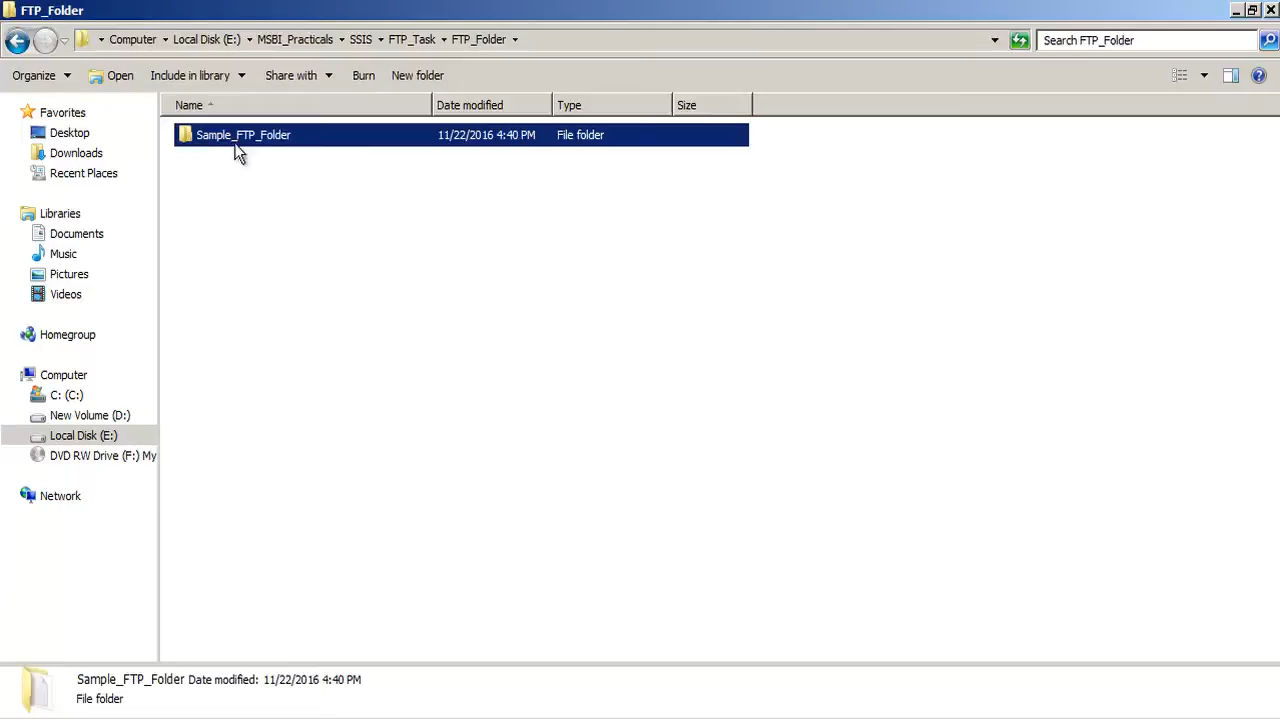 FTP_Folder
Computer Local Disk (E:) MSBI_Practicals SSIS FTP_Task FTP_Folder Search FTP_Folder
Organize Open Include in library Share with Burn New folder
Name Date modified Type Size
Sample_FTP_Folder 11/22/2016 4:40 PM File folder
Favorites
Desktop
Downloads
Recent Places
Libraries
Documents
Music
Pictures
Videos
Homegroup
Computer
C: (C:)
New Volume (D:)
Local Disk (E:)
DVD RW Drive (F:) My
Network
Sample_FTP_Folder Date modified: 11/22/2016 4:40 PM
File folder